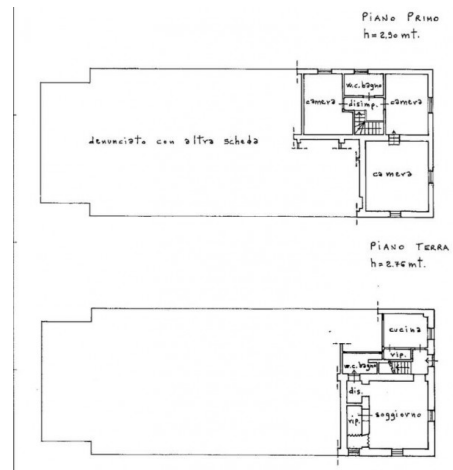 PIANO PRIMO
h=2.90 mt.
w.c. bagno
camera
disimp.
camera
denunciato con altra scheda
camera
PIANO TERRA
h=2.75 mt.
cucina
rip.
w.c. bagno
dis.
soggiorno
rip.